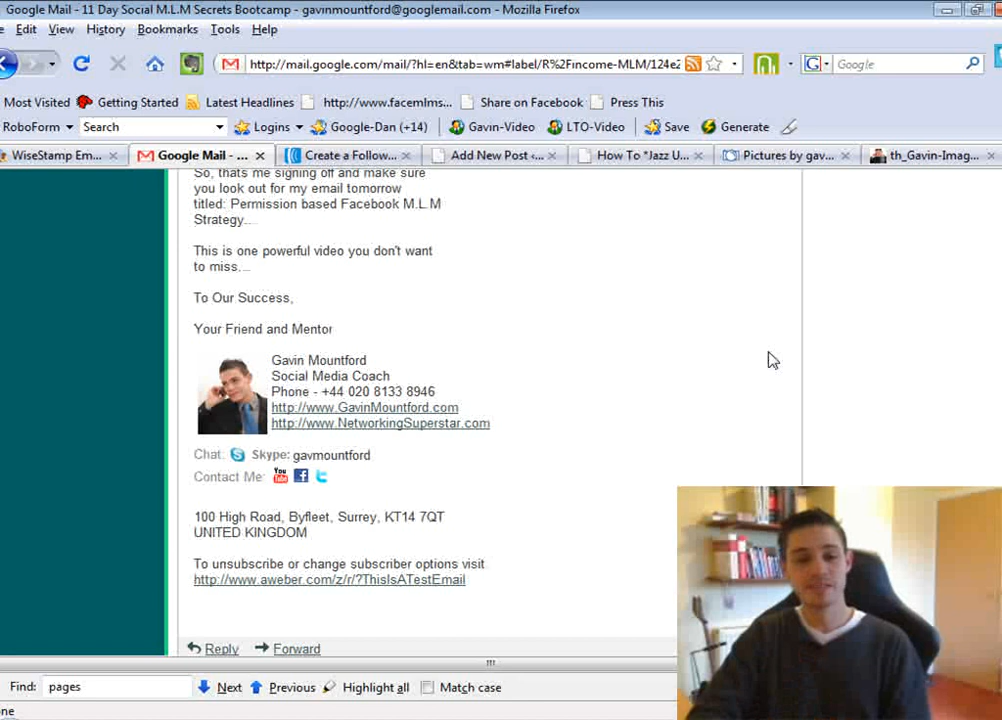 Google Mail - 11 Day Social M.L.M Secrets Bootcamp - gavinmountford@googlemail.com - Mozilla Firefox
Edit View History Bookmarks Tools Help
http://mail.google.com/mail/?hl=en&tab=wm#label/R%2Fincome-MLM/124e2 Google
Most Visited Getting Started Latest Headlines http://www.facemlms... Share on Facebook Press This
RoboForm Search Logins Google-Dan (+14) Gavin-Video LTO-Video Save Generate
WiseStamp Em... Google Mail - ... Create a Follow... Add New Post ‹... How To "Jazz U... Pictures by gav... th_Gavin-Imag...
So, thats me signing off and make sure
you look out for my email tomorrow
titled: Permission based Facebook M.L.M
Strategy....
This is one powerful video you don't want
to miss....
To Our Success,
Your Friend and Mentor
Gavin Mountford
Social Media Coach
Phone - +44 020 8133 8946
http://www.GavinMountford.com
http://www.NetworkingSuperstar.com
Chat: Skype: gavmountford
Contact Me: You Tube
100 High Road, Byfleet, Surrey, KT14 7QT
UNITED KINGDOM
To unsubscribe or change subscriber options visit
http://www.aweber.com/z/r/?ThisIsATestEmail
Reply Forward
Find: pages Next Previous Highlight all Match case